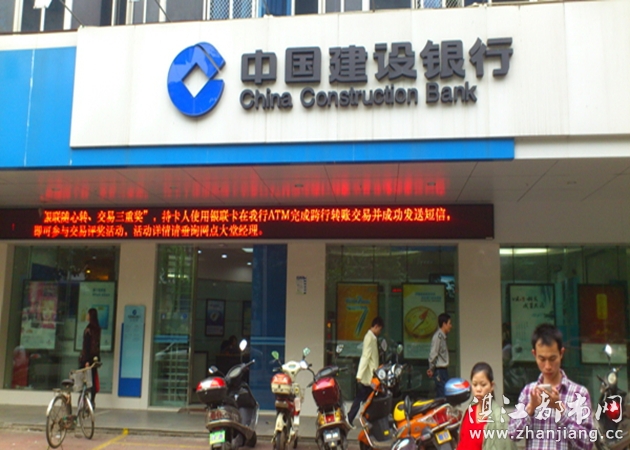 中国建设银行
China Construction Bank
"银联随心转、交易三重奖"，持卡人使用银联卡在我行ATM完成跨行转账交易并成功发送短信，
即可参与交易评奖活动，活动详情请垂询网点大堂经理。
7
湛江都市网
www.zhanjiang.cc